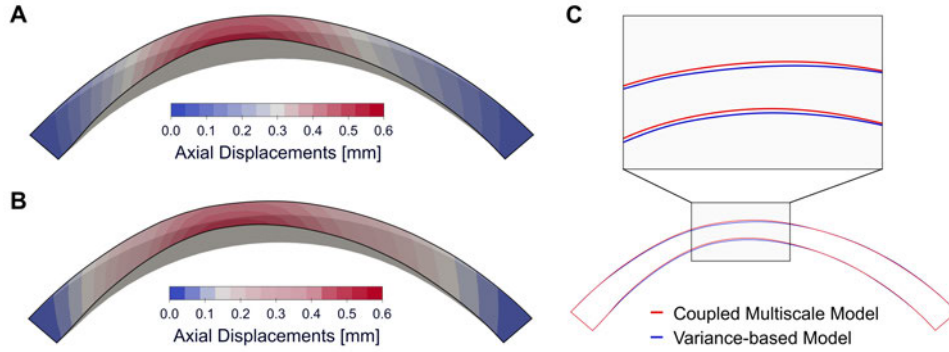 A
0.0 0.1 0.2 0.3 0.4 0.5 0.6
Axial Displacements [mm]
B
0.0 0.1 0.2 0.3 0.4 0.5 0.6
Axial Displacements [mm]
C
Coupled Multiscale Model
Variance-based Model